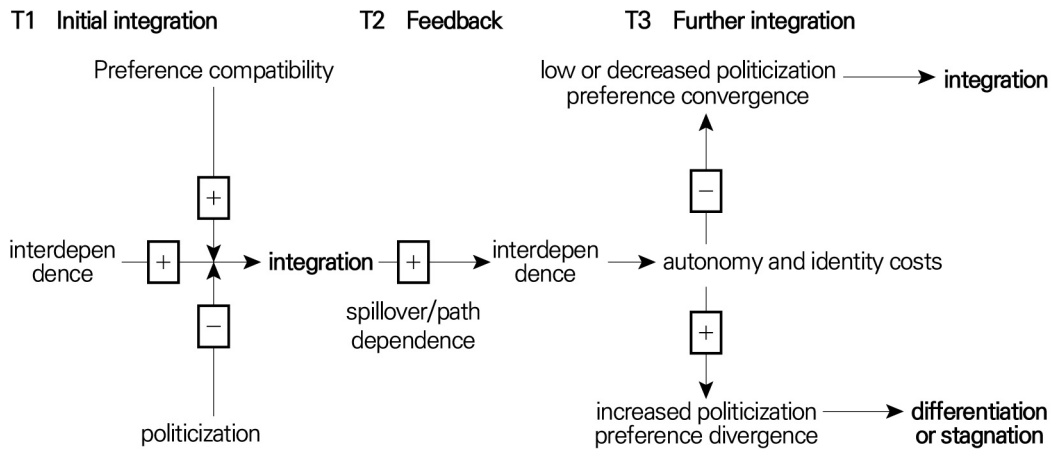 T1 Initial integration
T2 Feedback
T3 Further integration
Preference compatibility
+
interdepen
dence
+
integration
−
politicization
+
spillover/path
dependence
interdepen
dence
low or decreased politicization
preference convergence
integration
−
autonomy and identity costs
+
increased politicization
preference divergence
differentiation
or stagnation